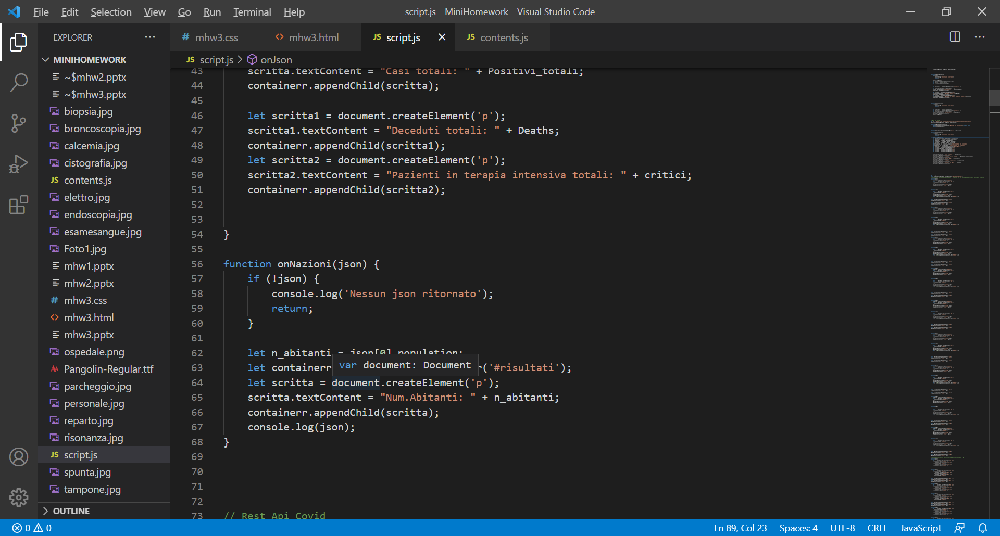 File Edit Selection View Go Run Terminal Help
script.js - MiniHomework - Visual Studio Code
EXPLORER
MINIHOMEWORK
~$mhw2.pptx
~$mhw3.pptx
biopsia.jpg
broncoscopia.jpg
calcemia.jpg
cistografia.jpg
JS contents.js
elettro.jpg
endoscopia.jpg
esamesangue.jpg
Foto1.jpg
mhw1.pptx
mhw2.pptx
# mhw3.css
<> mhw3.html
mhw3.pptx
ospedale.png
Pangolin-Regular.ttf
parcheggio.jpg
personale.jpg
reparto.jpg
risonanza.jpg
JS script.js
spunta.jpg
tampone.jpg
OUTLINE
# mhw3.css <> mhw3.html JS script.js JS contents.js
JS script.js > onJson
43 scritta.textContent = "Casi totali: " + Positivi_totali;
44 containerr.appendChild(scritta);
45
46 let scritta1 = document.createElement('p');
47 scritta1.textContent = "Deceduti totali: " + Deaths;
48 containerr.appendChild(scritta1);
49 let scritta2 = document.createElement('p');
50 scritta2.textContent = "Pazienti in terapia intensiva totali: " + critici;
51 containerr.appendChild(scritta2);
52
53
54 }
55
56 function onNazioni(json) {
57 if (!json) {
58 console.log('Nessun json ritornato');
59 return;
60 }
61
62 let n_abitanti = json[0].population;
var document: Document
63 let containerr r('#risultati');
64 let scritta = document.createElement('p');
65 scritta.textContent = "Num.Abitanti: " + n_abitanti;
66 containerr.appendChild(scritta);
67 console.log(json);
68 }
69
70
71
72
73 // Rest Api Covid
0 0 Ln 89, Col 23 Spaces: 4 UTF-8 CRLF JavaScript